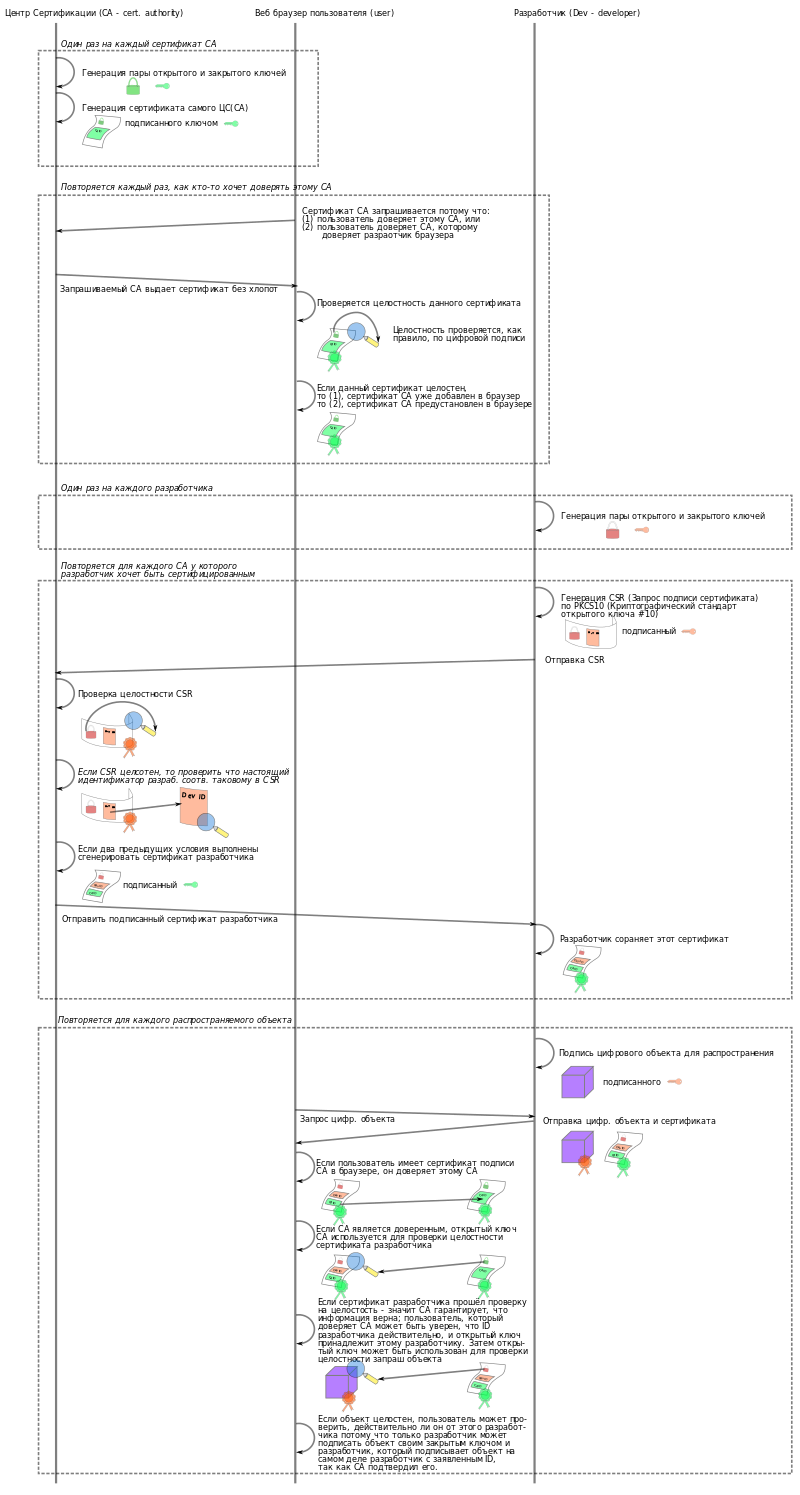 Центр Сертификации (CA - cert. authority)
Веб браузер пользователя (user)
Разработчик (Dev - developer)
Один раз на каждый сертификат CA
Генерация пары открытого и закрытого ключей
Генерация сертификата самого ЦС(CA)
подписанного ключом
Повторяется каждый раз, как кто-то хочет доверять этому CA
Сертификат CA запрашивается потому что:
(1) пользователь доверяет этому CA, или
(2) пользователь доверяет CA, которому
доверяет разраотчик браузера
Запрашиваемый CA выдает сертификат без хлопот
Проверяется целостность данного сертификата
Целостность проверяется, как
правило, по цифровой подписи
Если данный сертификат целостен,
то (1), сертификат CA уже добавлен в браузер
то (2), сертификат CA предустановлен в браузере
Один раз на каждого разработчика
Генерация пары открытого и закрытого ключей
Повторяется для каждого CA у которого
разработчик хочет быть сертифицированным
Генерация CSR (Запрос подписи сертификата)
по PKCS10 (Криптографический стандарт
открытого ключа #10)
подписанный
Отправка CSR
Проверка целостности CSR
Если CSR целсотен, то проверить что настоящий
идентификатор разраб. соотв. таковому в CSR
Dev ID
Если два предыдущих условия выполнены
сгенерировать сертификат разработчика
подписанный
Отправить подписанный сертификат разработчика
Разработчик сораняет этот сертификат
Повторяется для каждого распространяемого объекта
Подпись цифрового объекта для распространения
подписанного
Запрос цифр. объекта
Отправка цифр. объекта и сертификата
Если пользователь имеет сертификат подписи
CA в браузере, он доверяет этому CA
Если CA является доверенным, открытый ключ
CA используется для проверки целостности
сертификата разработчика
Если сертификат разработчика прошёл проверку
на целостость - значит CA гарантирует, что
информация верна; пользователь, который
доверяет CA может быть уверен, что ID
разработчика действительно, и открытый ключ
принадлежит этому разработчику. Затем откры-
тый ключ может быть использован для проверки
целостности запраш объекта
Если объект целостен, пользователь может про-
верить, действительно ли он от этого разработ-
чика потому что только разработчик может
подписать объект своим закрытым ключом и
разработчик, который подписывает объект на
самом деле разработчик с заявленным ID,
так как CA подтвердил его.